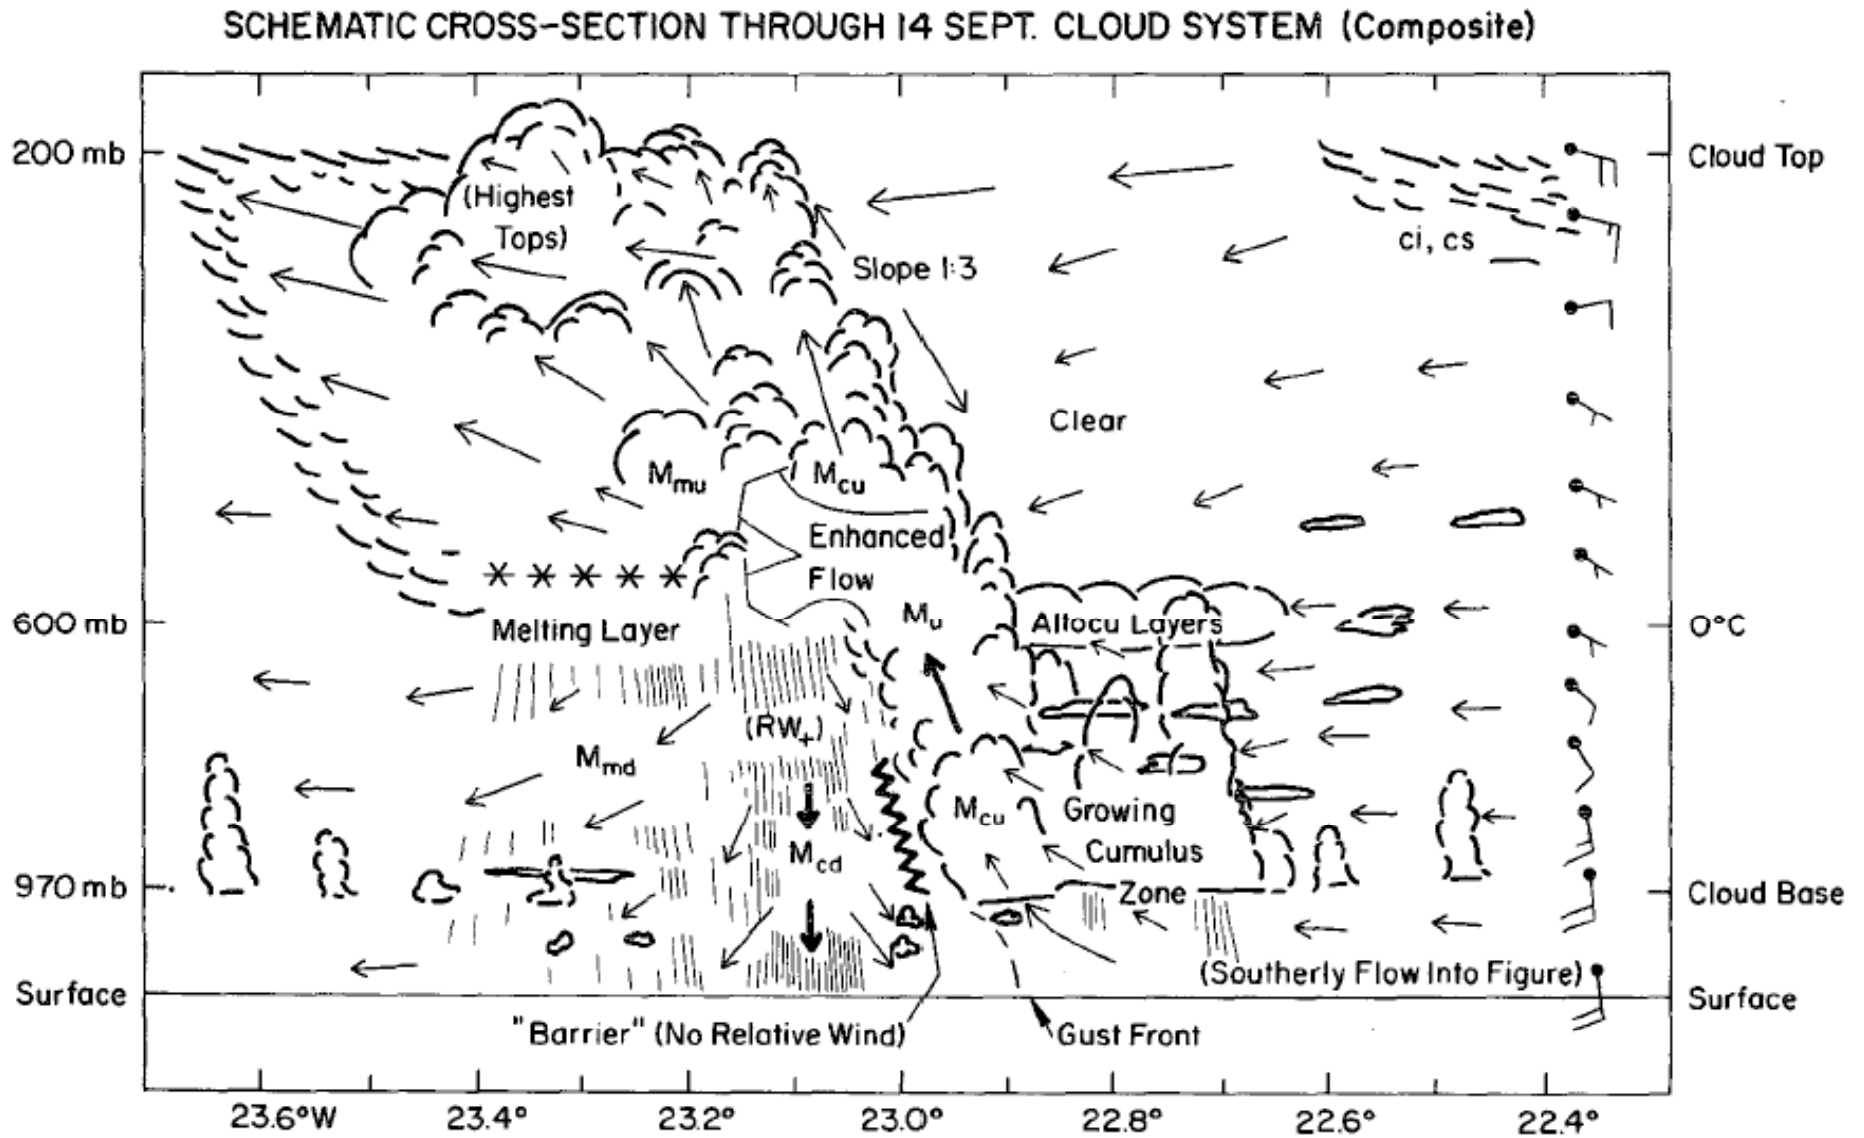 SCHEMATIC CROSS-SECTION THROUGH 14 SEPT. CLOUD SYSTEM (Composite)
200 mb
Cloud Top
(Highest
Tops)
ci, cs
Slope 1:3
Clear
Mmu
Mcu
Enhanced
Flow
600 mb
Melting Layer
Mu
Altocu Layers
0°C
(RW+)
Mmd
Mcu
Growing
Cumulus
Zone
Mcd
970 mb
Cloud Base
(Southerly Flow Into Figure)
Surface
Surface
"Barrier" (No Relative Wind)
Gust Front
23.6°W
23.4°
23.2°
23.0°
22.8°
22.6°
22.4°